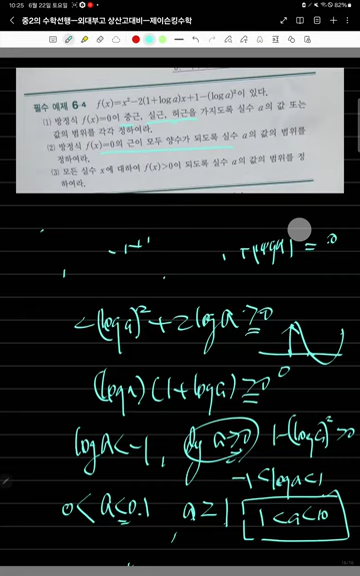 10:25 6월 22일 토요일
82%
중2의 수학선행ㅡ외대부고 상산고대비ㅡ제이슨킴수학
필수 예제 6·4 f(x)=x²-2(1+log a)x+1-(log a)²이 있다.
(1) 방정식 f(x)=0이 중근, 실근, 허근을 가지도록 실수 a의 값 또는
값의 범위를 각각 정하여라.
(2) 방정식 f(x)=0의 근이 모두 양수가 되도록 실수 a의 값의 범위를
정하여라.
(3) 모든 실수 x에 대하여 f(x)>0이 되도록 실수 a의 값의 범위를 정
하여라.
(log a)² + 2 log a ≥ 0
(log a)(1+log a) ≥ 0
log a < -1, log a ≥ 0 1-(log a)² > 0
-1 < log a < 1
0 < a ≤ 0.1, a ≥ 1 1 < a < 10